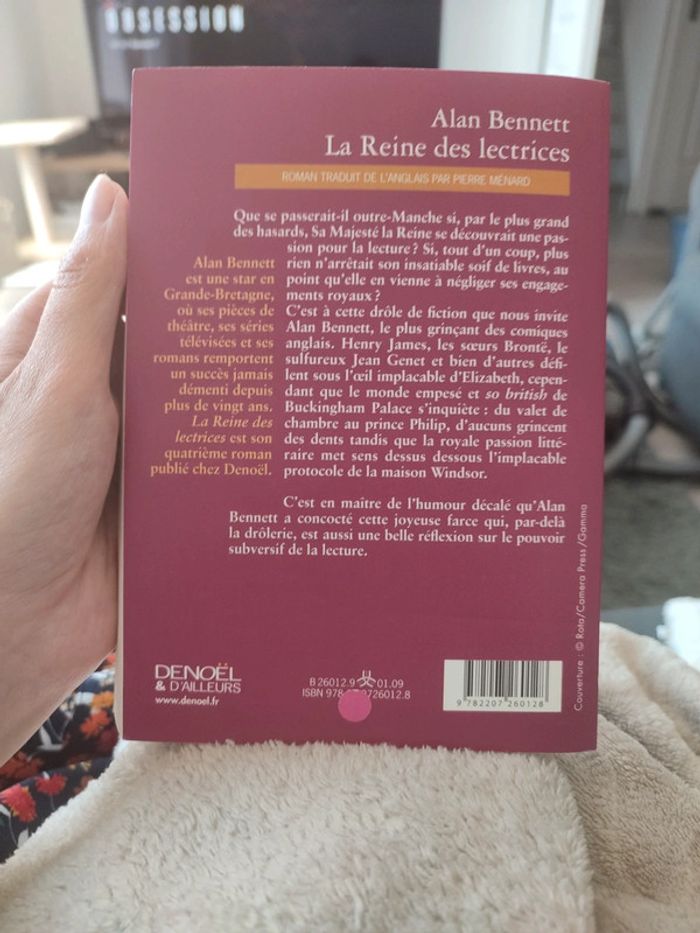 OBSESSION
Alan Bennett
La Reine des lectrices
ROMAN TRADUIT DE L'ANGLAIS PAR PIERRE MÉNARD
Que se passerait-il outre-Manche si, par le plus grand
des hasards, Sa Majesté la Reine se découvrait une pas-
sion pour la lecture ? Si, tout d'un coup, plus
rien n'arrêtait son insatiable soif de livres, au
point qu'elle en vienne à négliger ses engage-
ments royaux ?
C'est à cette drôle de fiction que nous invite
Alan Bennett, le plus grinçant des comiques
anglais. Henry James, les sœurs Brontë, le
sulfureux Jean Genet et bien d'autres défi-
lent sous l'œil implacable d'Elizabeth, cepen-
dant que le monde empesé et so british de
Buckingham Palace s'inquiète : du valet de
chambre au prince Philip, d'aucuns grincent
des dents tandis que la royale passion litté-
raire met sens dessus dessous l'implacable
protocole de la maison Windsor.
C'est en maître de l'humour décalé qu'Alan
Bennett a concocté cette joyeuse farce qui, par-delà
la drôlerie, est aussi une belle réflexion sur le pouvoir
subversif de la lecture.
Alan Bennett
est une star en
Grande-Bretagne,
où ses pièces de
théâtre, ses séries
télévisées et ses
romans remportent
un succès jamais
démenti depuis
plus de vingt ans.
La Reine des
lectrices est son
quatrième roman
publié chez Denoël.
DENOËL
& D'AILLEURS
www.denoel.fr
B 26012.9 01.09
ISBN 978 726012.8
9 782207 260128
Couverture : © Rota/Camera Press/Gamma